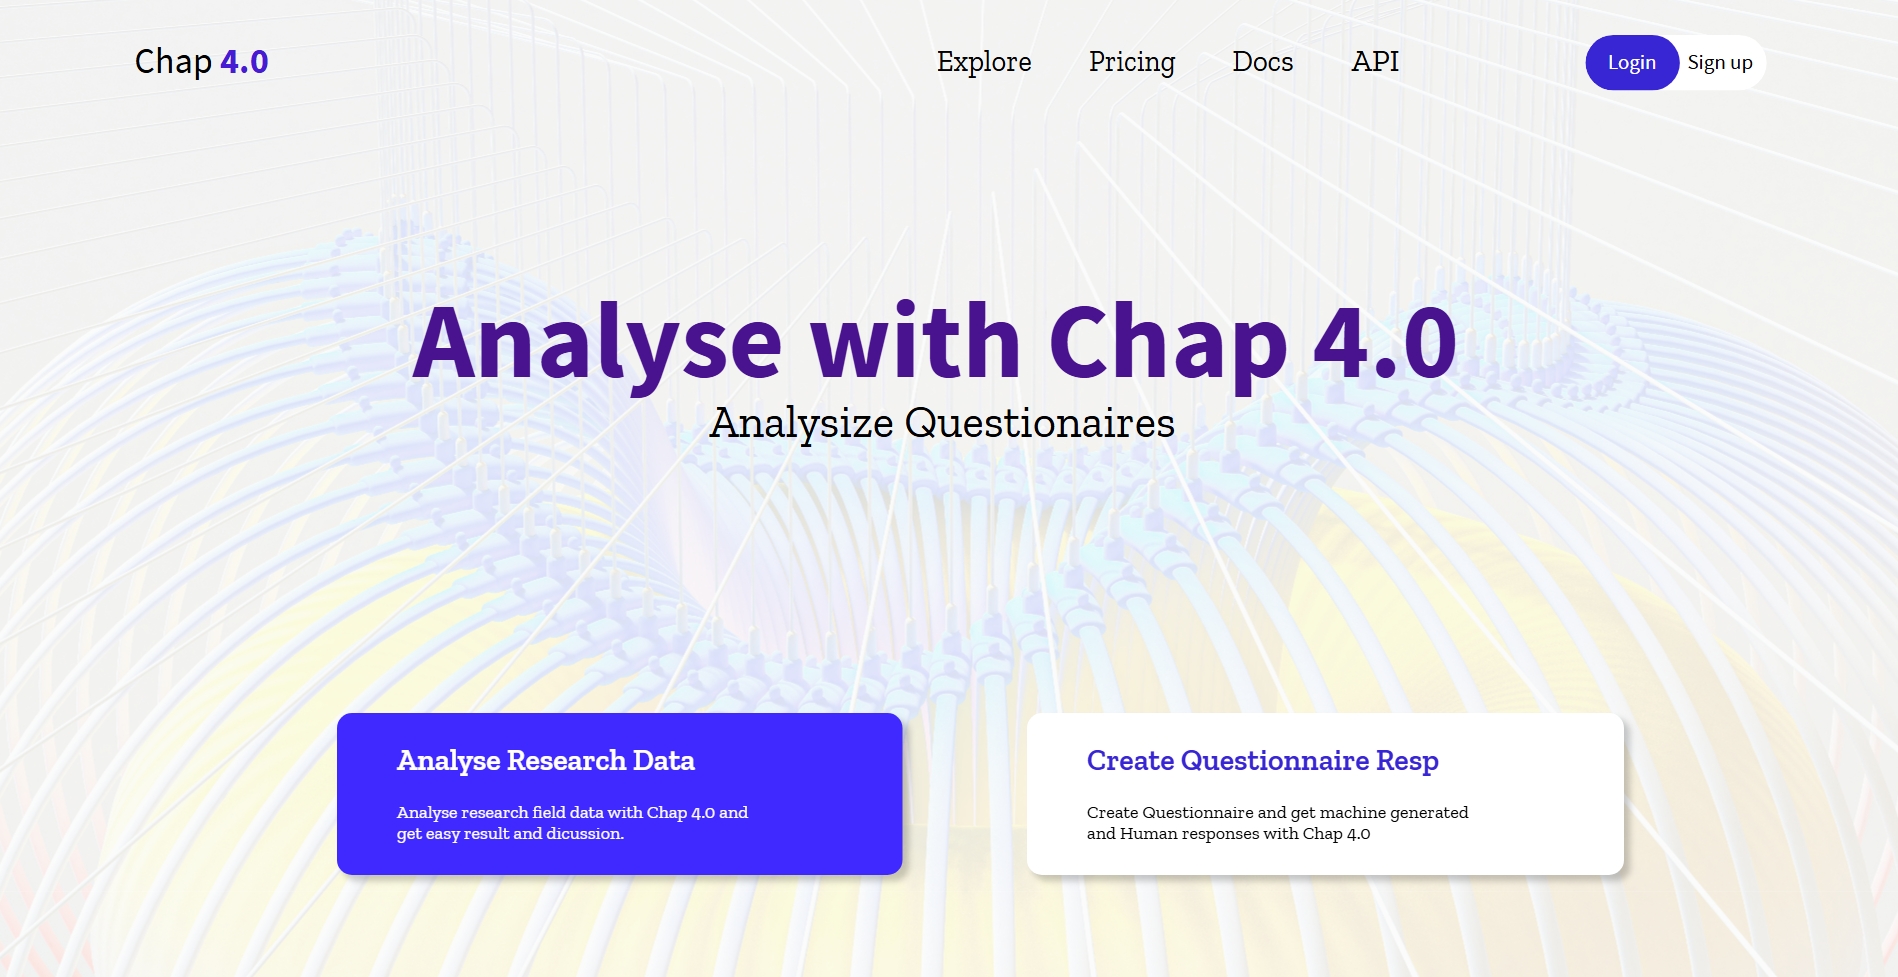 Chap 4.0
Explore Pricing Docs API
Login Sign up
Analyse with Chap 4.0
Analysize Questionaires
Analyse Research Data
Analyse research field data with Chap 4.0 and
get easy result and dicussion.
Create Questionnaire Resp
Create Questionnaire and get machine generated
and Human responses with Chap 4.0